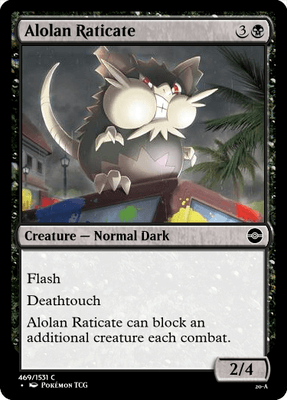 Alolan Raticate 3
Creature — Normal Dark
Flash
Deathtouch
Alolan Raticate can block an
additional creature each combat.
2/4
469/1531 C
Pokémon TCG
20-A